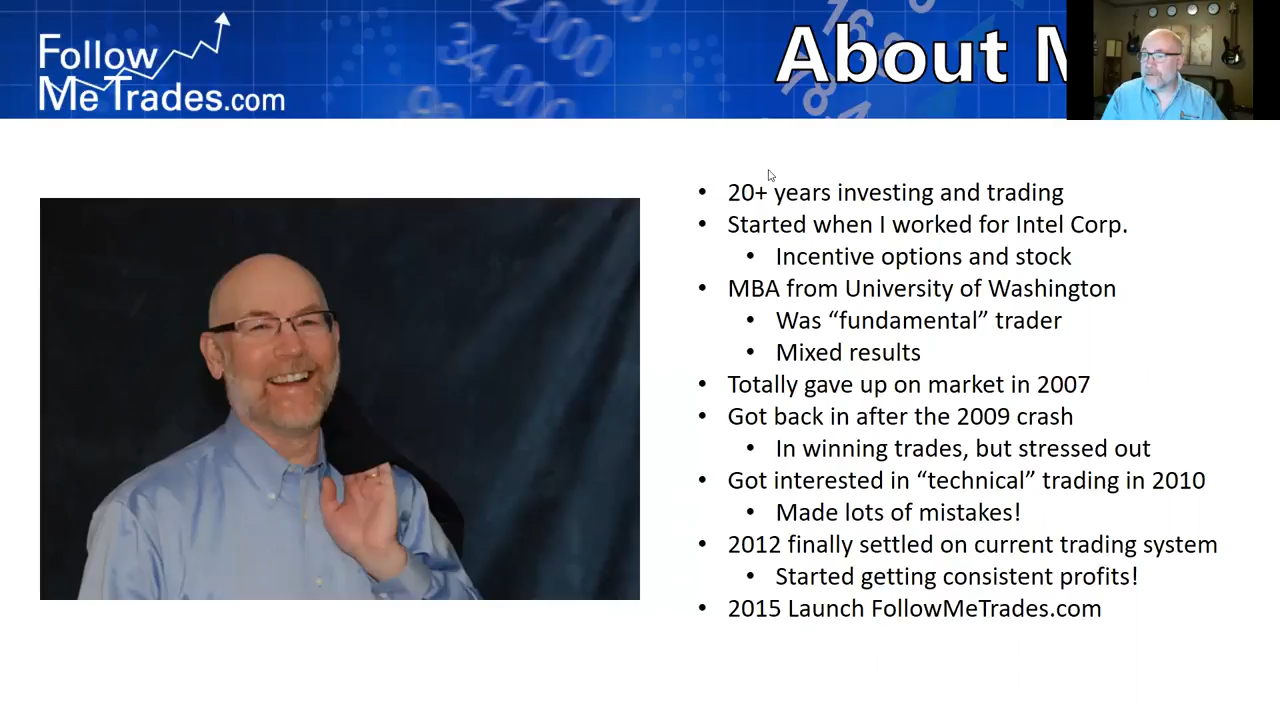 Follow
Me Trades.com
About M
20+ years investing and trading
Started when I worked for Intel Corp.
Incentive options and stock
MBA from University of Washington
Was “fundamental” trader
Mixed results
Totally gave up on market in 2007
Got back in after the 2009 crash
In winning trades, but stressed out
Got interested in “technical” trading in 2010
Made lots of mistakes!
2012 finally settled on current trading system
Started getting consistent profits!
2015 Launch FollowMeTrades.com